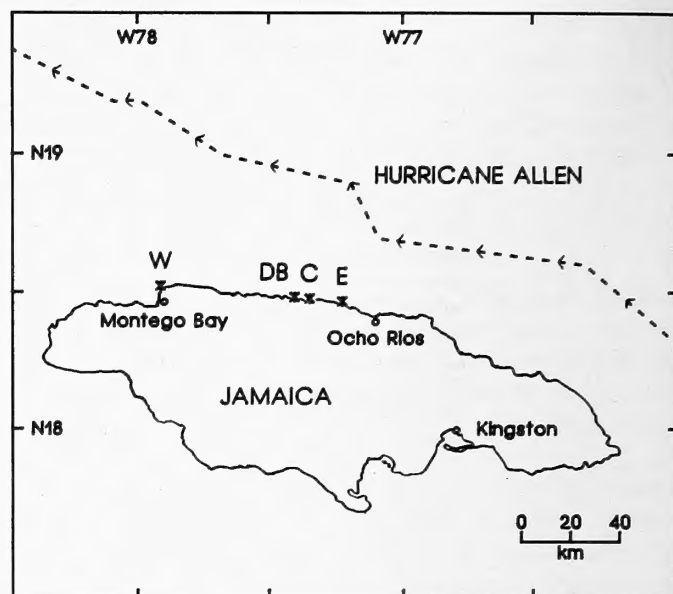 W78 W77
N19
HURRICANE ALLEN
W
DB C E
Montego Bay
Ocho Rios
JAMAICA
N18
Kingston
0 20 40
km